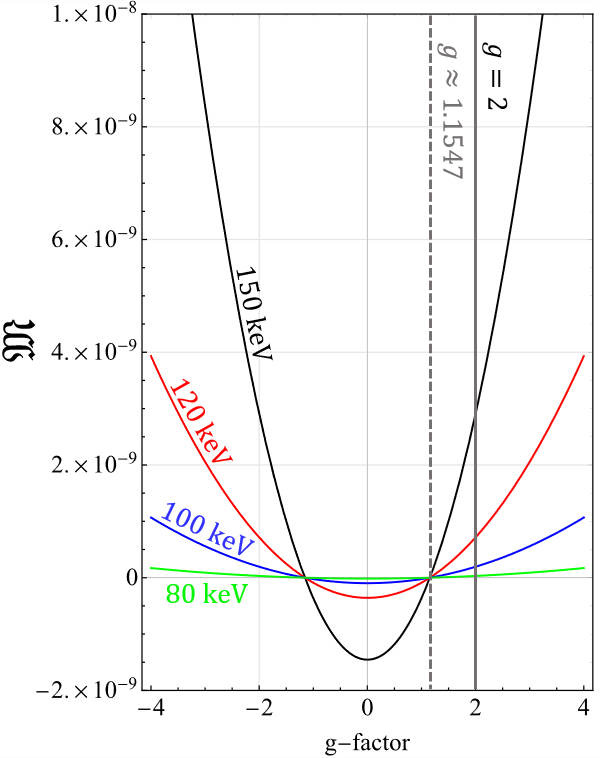 1.×10⁻⁸
8.×10⁻⁹
6.×10⁻⁹
4.×10⁻⁹
2.×10⁻⁹
0
−2.×10⁻⁹
𝔐
g = 2
g ≈ 1.1547
150 keV
120 keV
100 keV
80 keV
−4 −2 0 2 4
g−factor